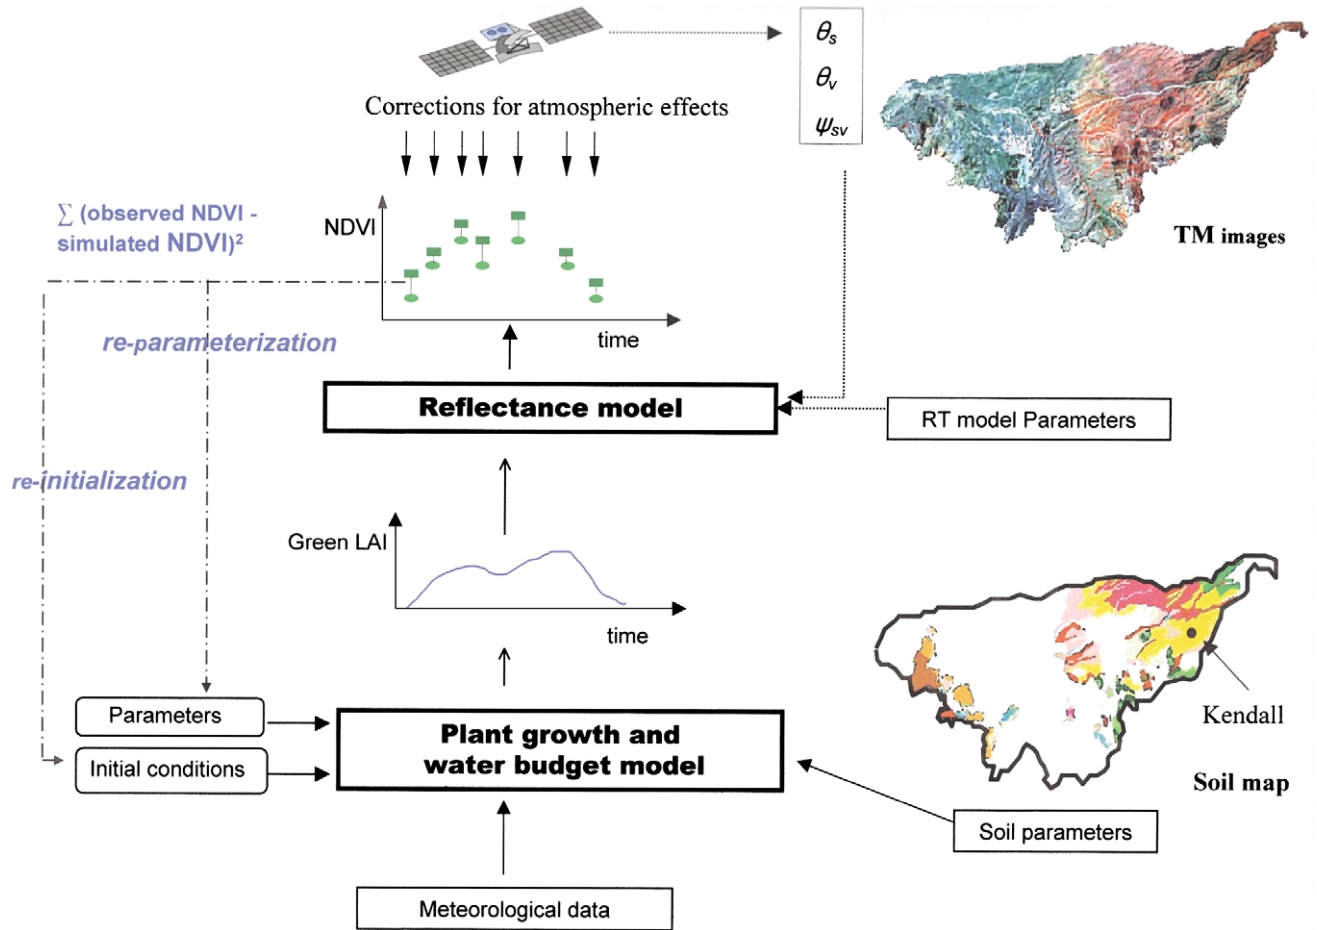 θs
θv
ψsv
Corrections for atmospheric effects
TM images
∑ (observed NDVI -
simulated NDVI)²
NDVI
time
re-parameterization
Reflectance model
RT model Parameters
re-initialization
Green LAI
time
Parameters
Initial conditions
Plant growth and
water budget model
Kendall
Soil map
Soil parameters
Meteorological data